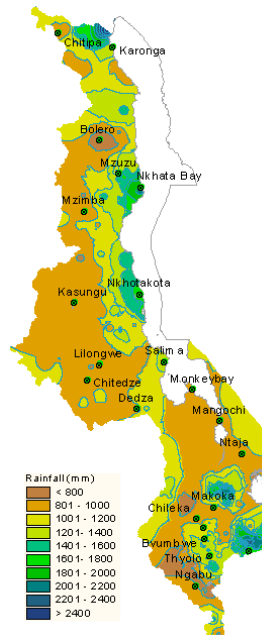 Chitipa
Karonga
Bolero
Mzuzu
Nkhata Bay
Mzimba
Nkhotakota
Kasungu
Salima
Lilongwe
Monkeybay
Chitedze
Dedza
Mangochi
Ntaja
Rainfall(mm)
< 800
801 - 1000
1001 - 1200
1201 - 1400
1401 - 1600
1601 - 1800
1801 - 2000
2001 - 2200
2201 - 2400
> 2400
Makoka
Chileka
Bvumbwe
Thyolo
Ngabu